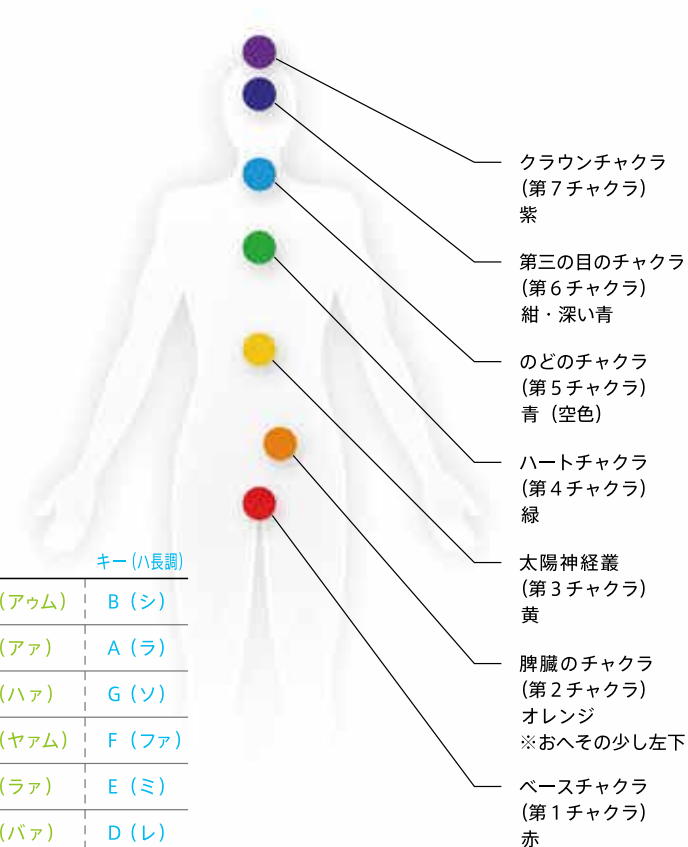 クラウンチャクラ
(第7チャクラ)
紫
第三の目のチャクラ
(第6チャクラ)
紺・深い青
のどのチャクラ
(第5チャクラ)
青（空色）
ハートチャクラ
(第4チャクラ)
緑
太陽神経叢
(第3チャクラ)
黄
脾臓のチャクラ
(第2チャクラ)
オレンジ
※おへその少し左下
ベースチャクラ
(第1チャクラ)
赤
キー(ハ長調)
(アゥム) B（シ）
(アァ) A（ラ）
(ハァ) G（ソ）
(ヤァム) F（ファ）
(ラァ) E（ミ）
(バァ) D（レ）